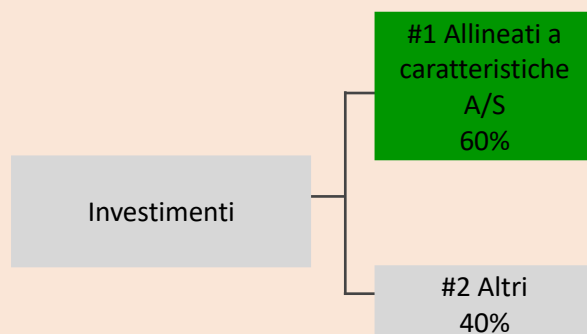 #1 Allineati a
caratteristiche
A/S
60%
Investimenti
#2 Altri
40%